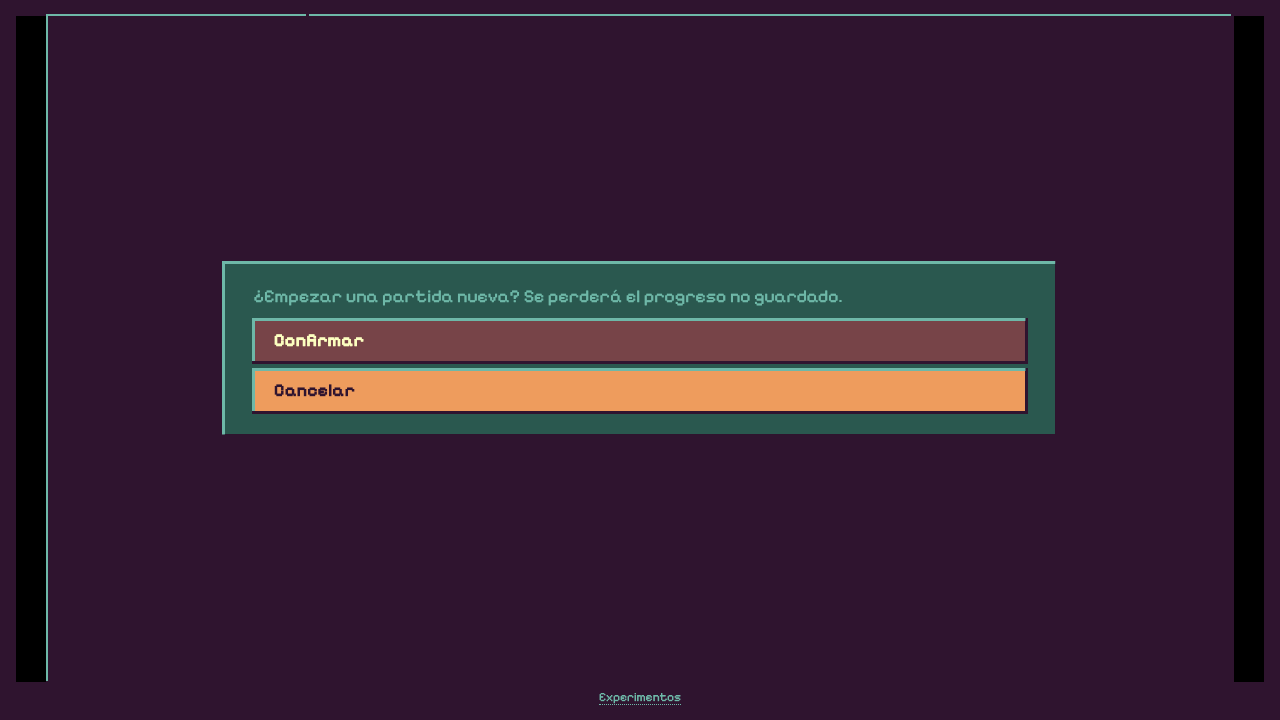 ¿Empezar una partida nueva? Se perderá el progreso no guardado.
Confirmar
Cancelar
Experimentos